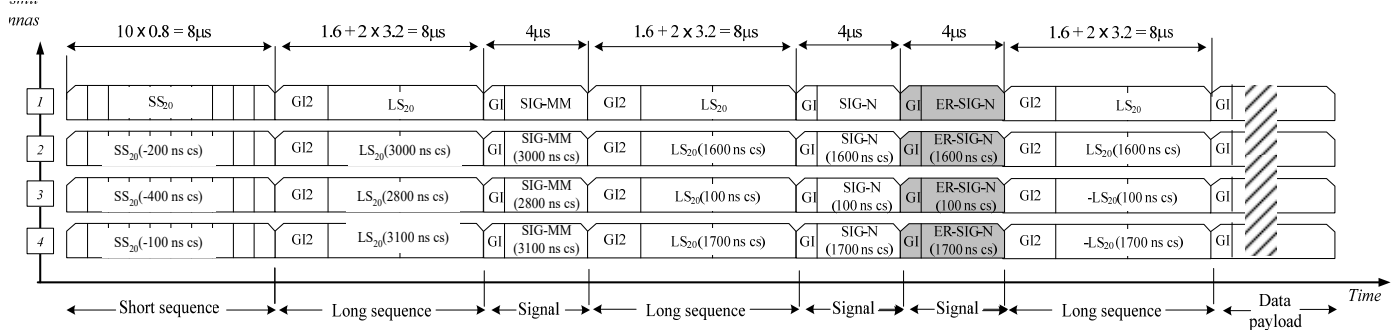 nnas
10 x 0.8 = 8µs
1.6 + 2 x 3.2 = 8µs
4µs
1.6 + 2 x 3.2 = 8µs
4µs
4µs
1.6 + 2 x 3.2 = 8µs
1
SS20
GI2
LS20
GI
SIG-MM
GI2
LS20
GI
SIG-N
GI
ER-SIG-N
GI2
LS20
GI
2
SS20(-200 ns cs)
GI2
LS20(3000 ns cs)
GI
SIG-MM
(3000 ns cs)
GI2
LS20(1600 ns cs)
GI
SIG-N
(1600 ns cs)
GI
ER-SIG-N
(1600 ns cs)
GI2
LS20(1600 ns cs)
GI
3
SS20(-400 ns cs)
GI2
LS20(2800 ns cs)
GI
SIG-MM
(2800 ns cs)
GI2
LS20(100 ns cs)
GI
SIG-N
(100 ns cs)
GI
ER-SIG-N
(100 ns cs)
GI2
-LS20(100 ns cs)
GI
4
SS20(-100 ns cs)
GI2
LS20(3100 ns cs)
GI
SIG-MM
(3100 ns cs)
GI2
LS20(1700 ns cs)
GI
SIG-N
(1700 ns cs)
GI
ER-SIG-N
(1700 ns cs)
GI2
-LS20(1700 ns cs)
GI
Time
Short sequence
Long sequence
Signal
Long sequence
Signal
Signal
Long sequence
Data
payload